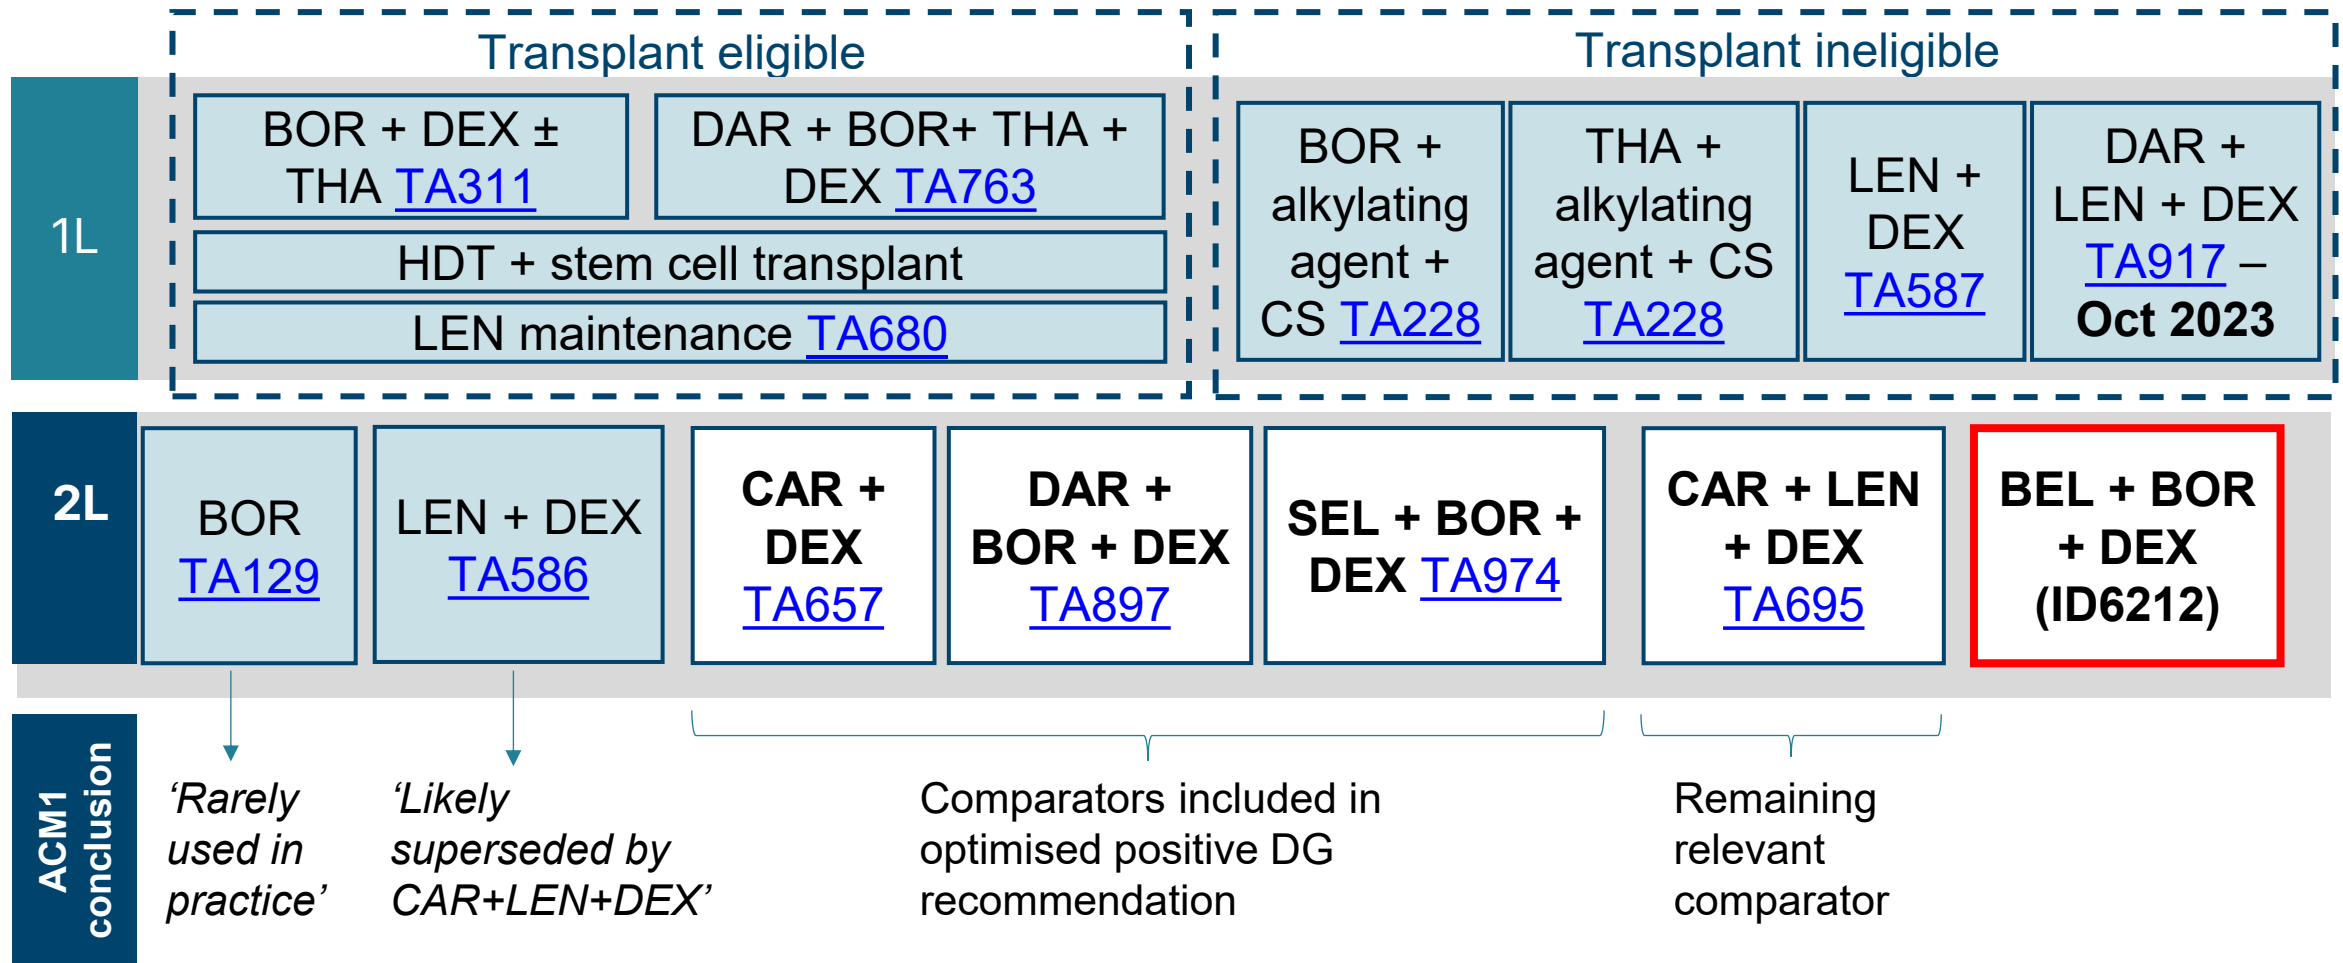 Transplant eligible
Transplant ineligible
1L
BOR + DEX ±
THA TA311
DAR + BOR+ THA +
DEX TA763
HDT + stem cell transplant
LEN maintenance TA680
BOR +
alkylating
agent +
CS TA228
THA +
alkylating
agent + CS
TA228
LEN +
DEX
TA587
DAR +
LEN + DEX
TA917 –
Oct 2023
2L
BOR
TA129
LEN + DEX
TA586
CAR +
DEX
TA657
DAR +
BOR + DEX
TA897
SEL + BOR +
DEX TA974
CAR + LEN
+ DEX
TA695
BEL + BOR
+ DEX
(ID6212)
ACM1
conclusion
‘Rarely
used in
practice’
‘Likely
superseded by
CAR+LEN+DEX’
Comparators included in
optimised positive DG
recommendation
Remaining
relevant
comparator